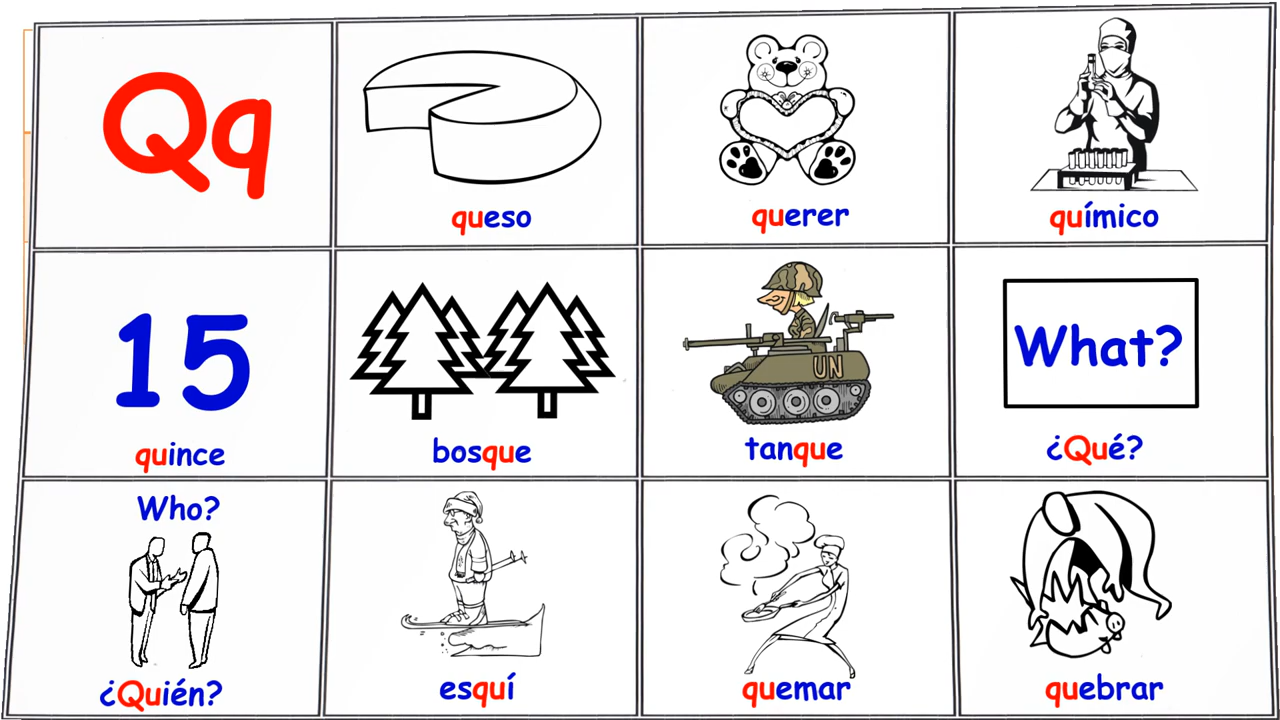 Qq
queso
querer
químico
15
quince
bosque
UN
tanque
What?
¿Qué?
Who?
¿Quién?
esquí
quemar
quebrar